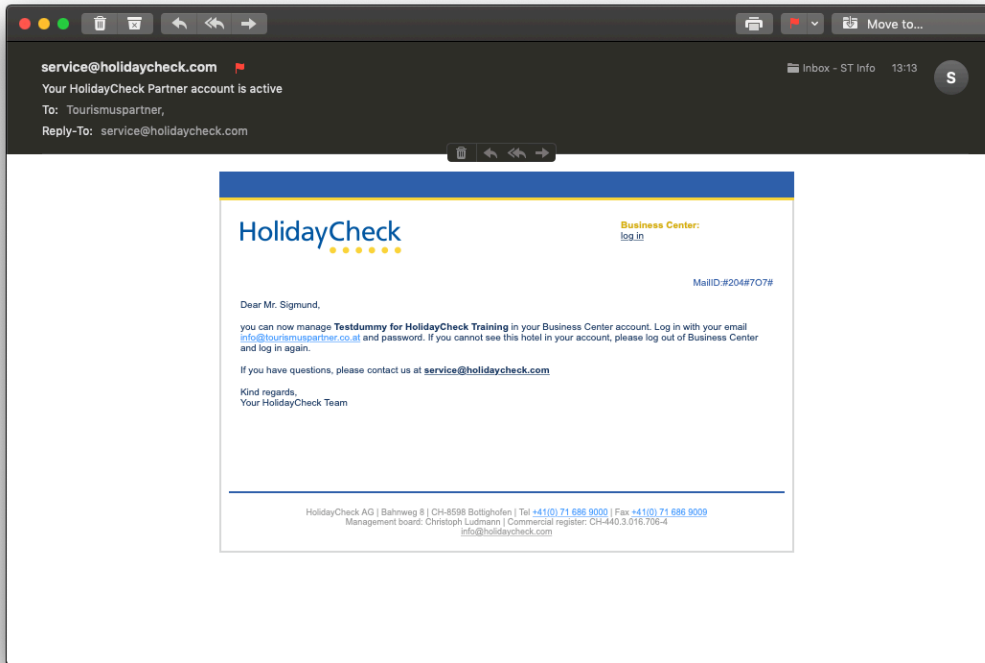 Move to...
service@holidaycheck.com
Inbox - ST Info 13:13
S
Your HolidayCheck Partner account is active
To: Tourismuspartner,
Reply-To: service@holidaycheck.com
HolidayCheck
Business Center:
log in
MailID:#204#7O7#
Dear Mr. Sigmund,
you can now manage Testdummy for HolidayCheck Training in your Business Center account. Log in with your email
info@tourismuspartner.co.at and password. If you cannot see this hotel in your account, please log out of Business Center
and log in again.
If you have questions, please contact us at service@holidaycheck.com
Kind regards,
Your HolidayCheck Team
HolidayCheck AG | Bahnweg 8 | CH-8598 Bottighofen | Tel +41(0) 71 686 9000 | Fax +41(0) 71 686 9009
Management board: Christoph Ludmann | Commercial register: CH-440.3.016.706-4
info@holidaycheck.com